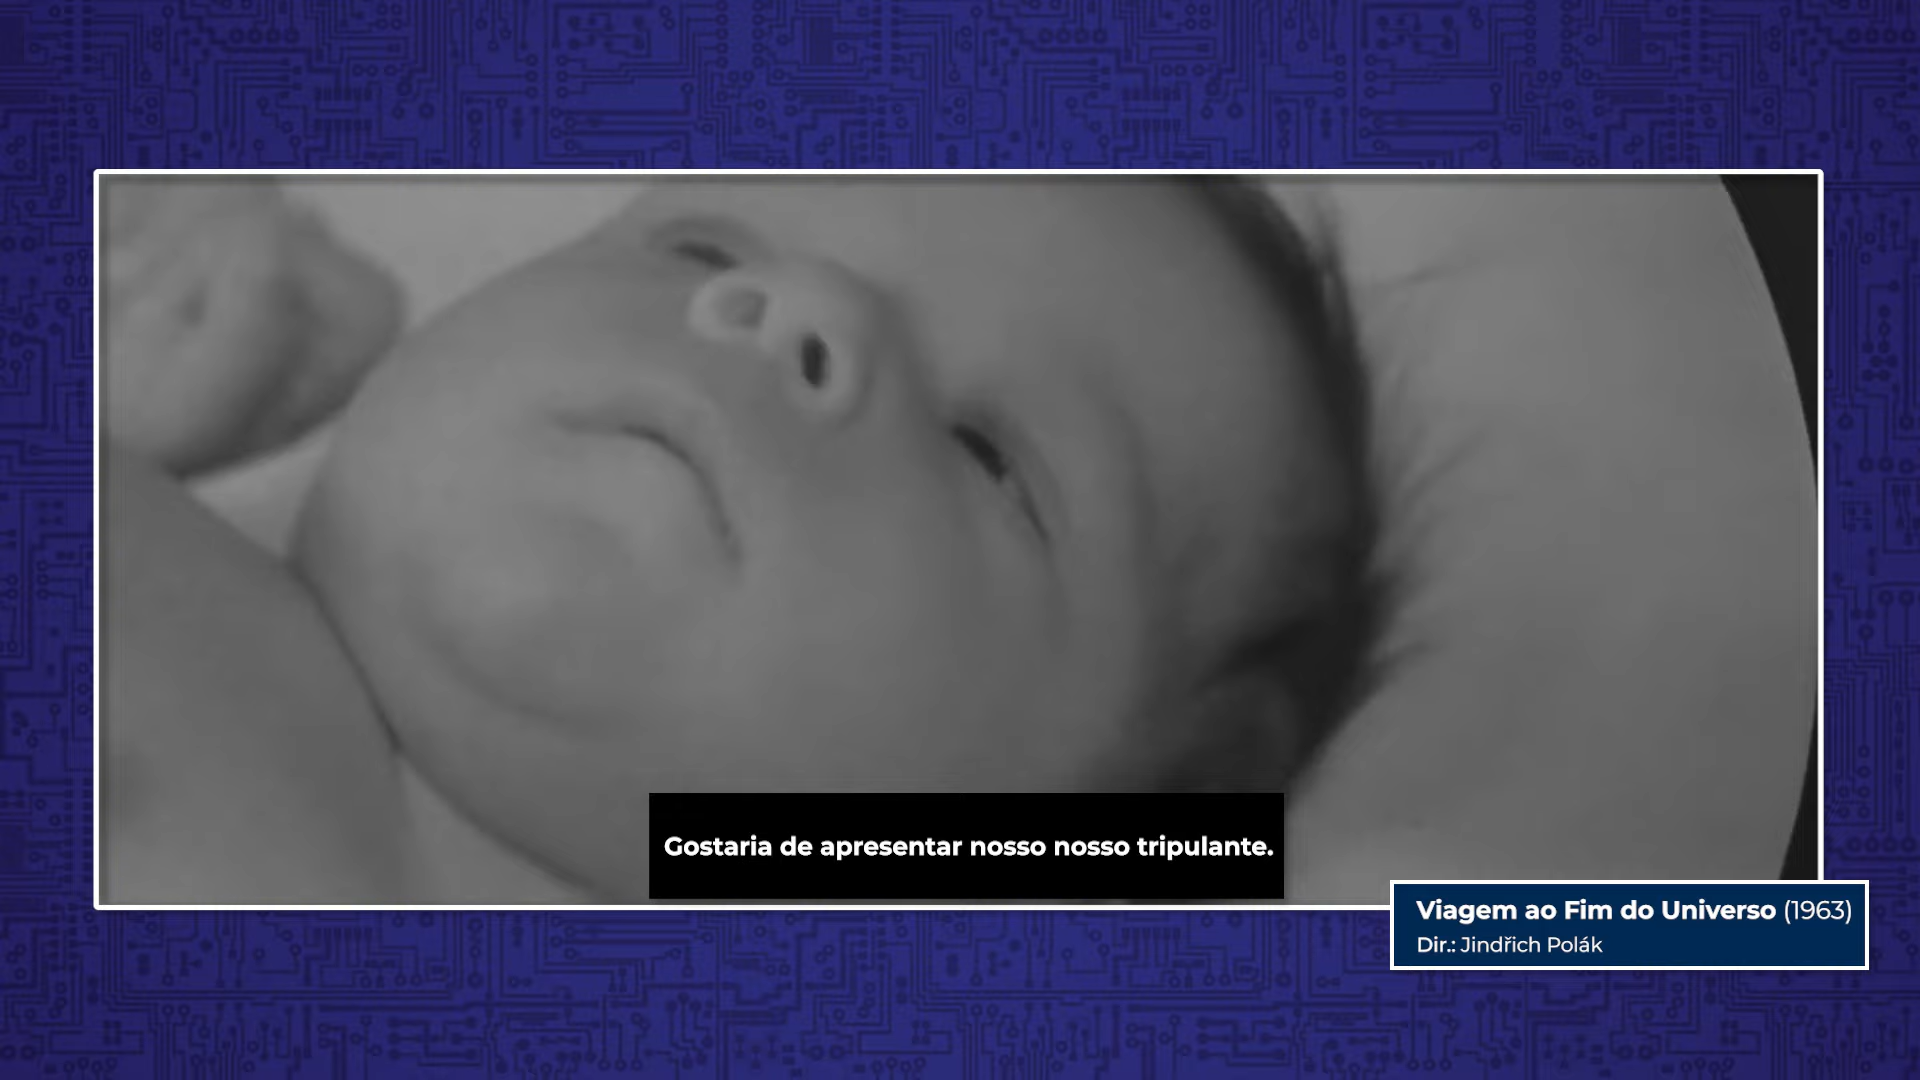 Gostaria de apresentar nosso nosso tripulante.
Viagem ao Fim do Universo (1963)
Dir.: Jindřich Polák